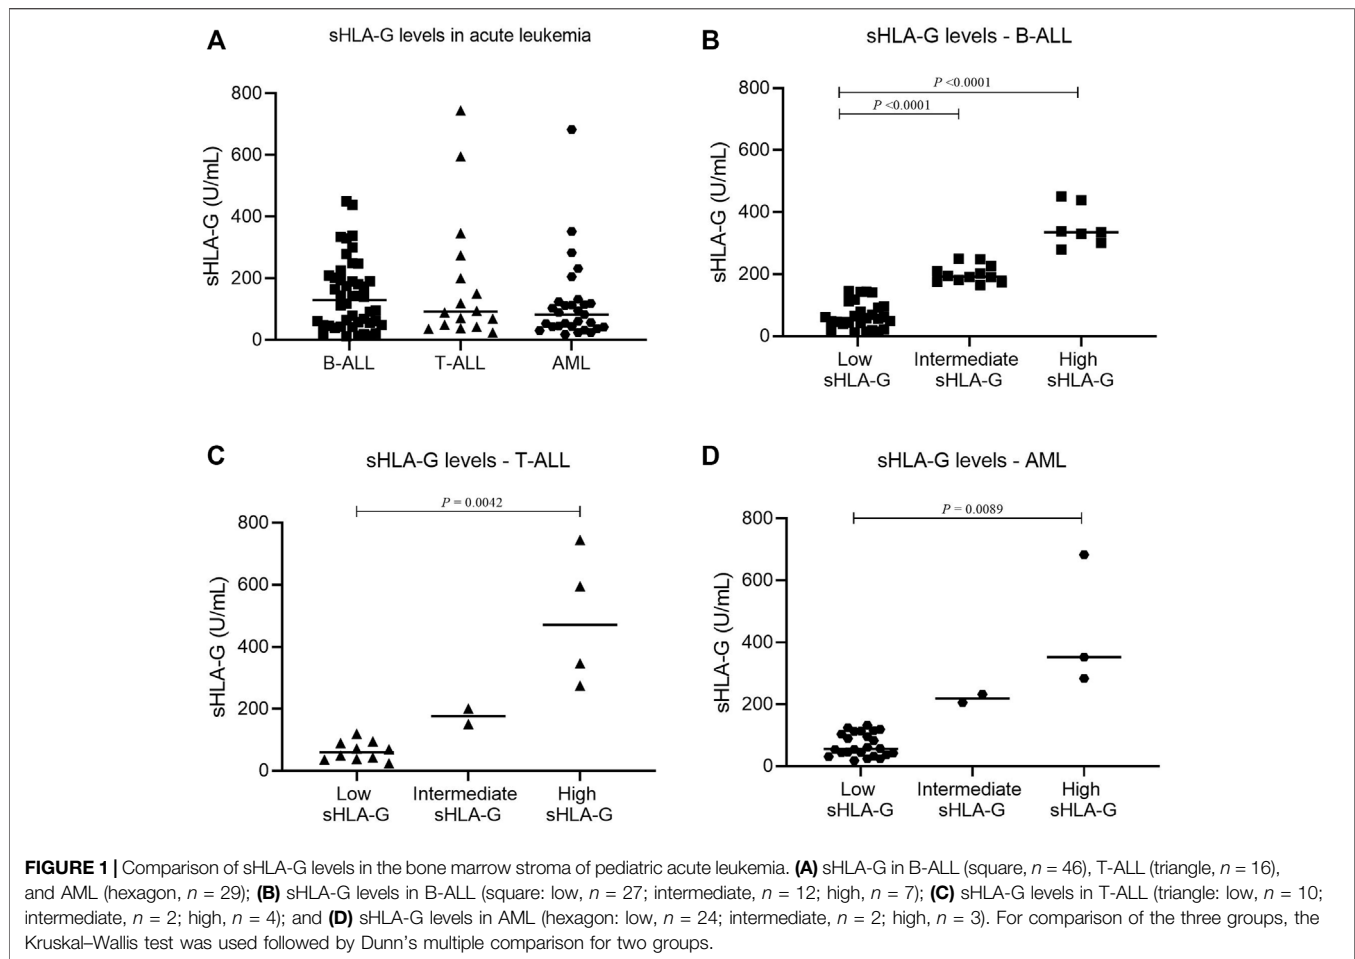 A
sHLA-G levels in acute leukemia
sHLA-G (U/mL)
800
600
400
200
0
B-ALL
T-ALL
AML
B
sHLA-G levels - B-ALL
P <0.0001
P <0.0001
sHLA-G (U/mL)
800
600
400
200
0
Low
sHLA-G
Intermediate
sHLA-G
High
sHLA-G
C
sHLA-G levels - T-ALL
P = 0.0042
sHLA-G (U/mL)
800
600
400
200
0
Low
sHLA-G
Intermediate
sHLA-G
High
sHLA-G
D
sHLA-G levels - AML
P = 0.0089
sHLA-G (U/mL)
800
600
400
200
0
Low
sHLA-G
Intermediate
sHLA-G
High
sHLA-G
FIGURE 1 | Comparison of sHLA-G levels in the bone marrow stroma of pediatric acute leukemia. (A) sHLA-G in B-ALL (square, n = 46), T-ALL (triangle, n = 16),
and AML (hexagon, n = 29); (B) sHLA-G levels in B-ALL (square: low, n = 27; intermediate, n = 12; high, n = 7); (C) sHLA-G levels in T-ALL (triangle: low, n = 10;
intermediate, n = 2; high, n = 4); and (D) sHLA-G levels in AML (hexagon: low, n = 24; intermediate, n = 2; high, n = 3). For comparison of the three groups, the
Kruskal–Wallis test was used followed by Dunn's multiple comparison for two groups.